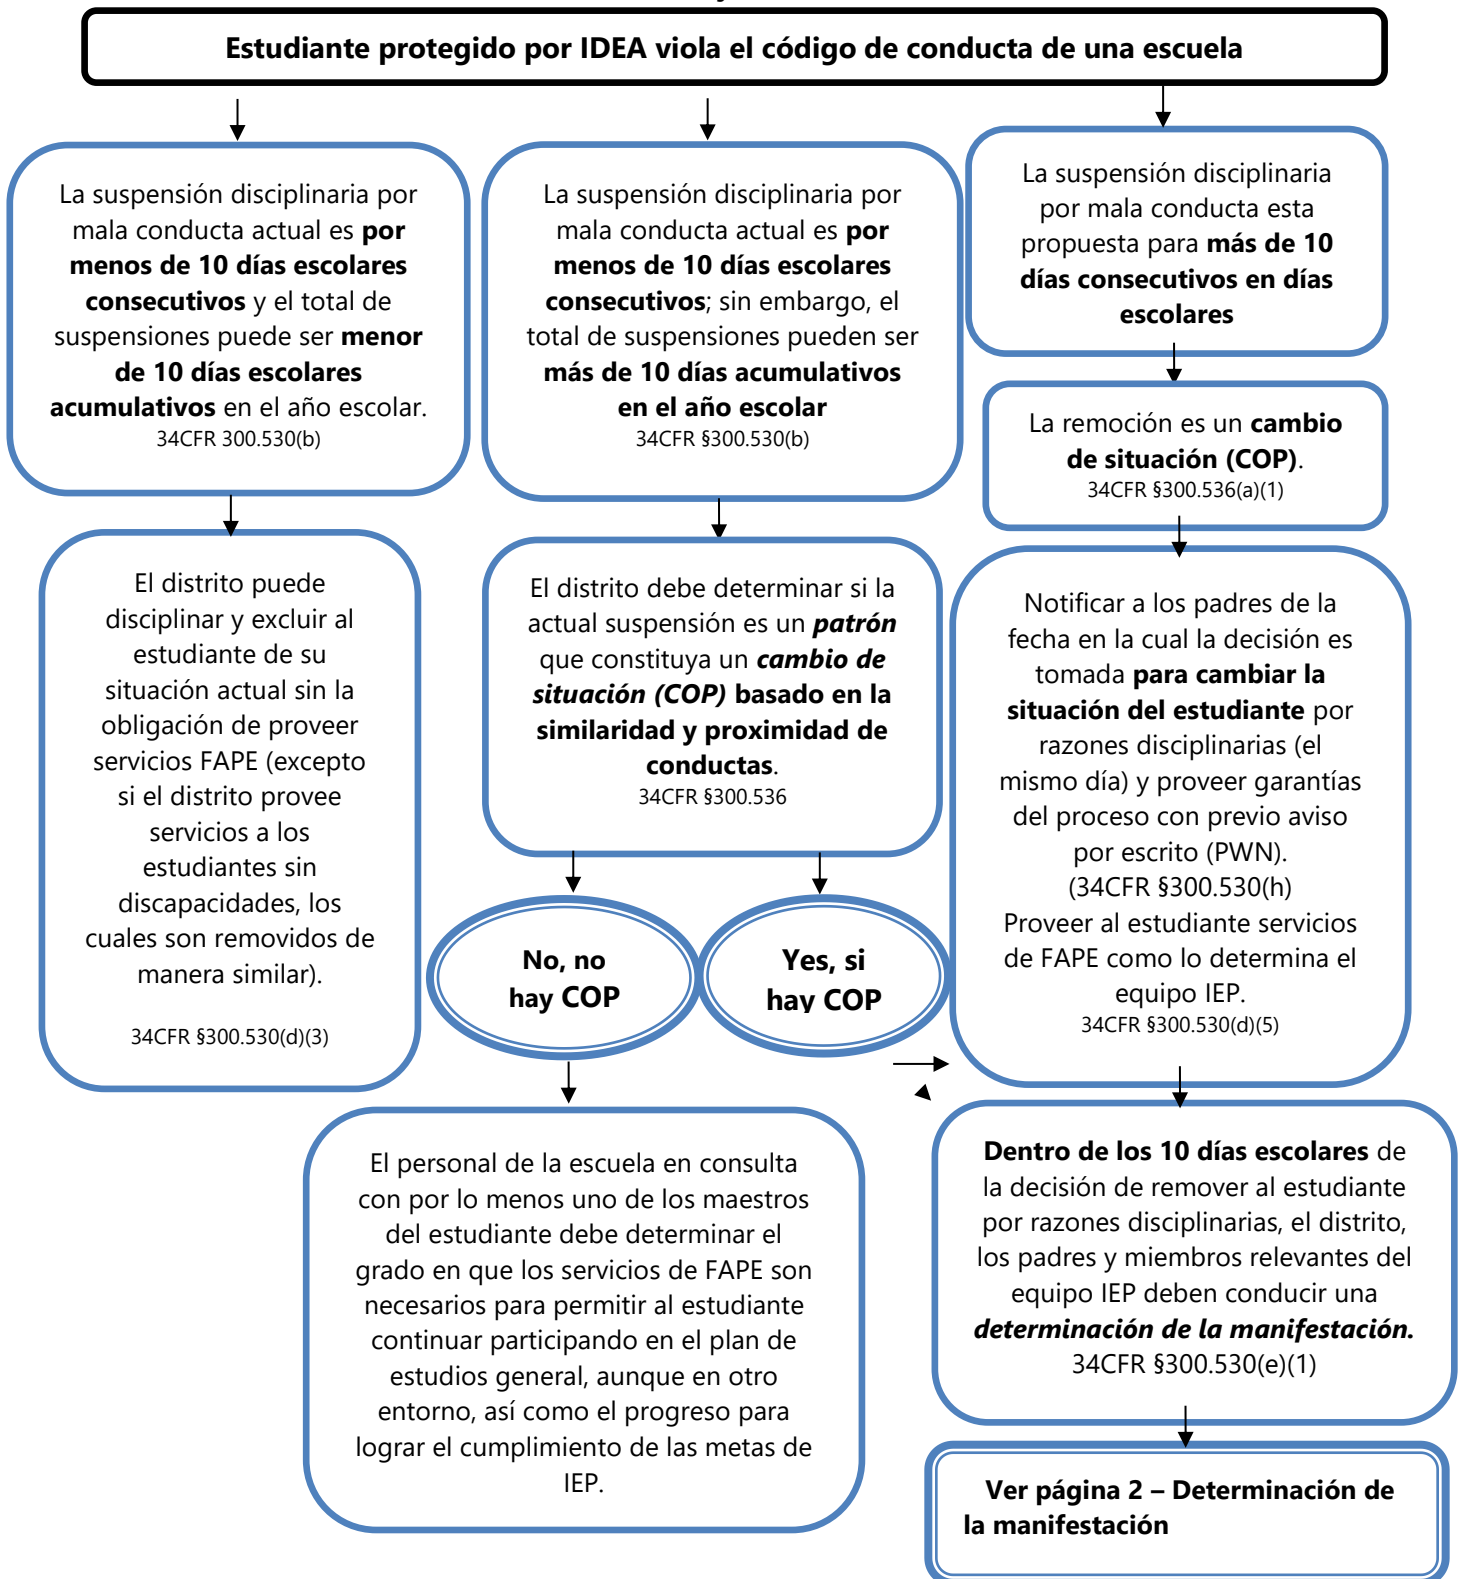 Estudiante protegido por IDEA viola el código de conducta de una escuela
La suspensión disciplinaria por
mala conducta actual es por
menos de 10 días escolares
consecutivos y el total de
suspensiones puede ser menor
de 10 días escolares
acumulativos en el año escolar.
34CFR 300.530(b)
El distrito puede
disciplinar y excluir al
estudiante de su
situación actual sin la
obligación de proveer
servicios FAPE (excepto
si el distrito provee
servicios a los
estudiantes sin
discapacidades, los
cuales son removidos de
manera similar).
34CFR §300.530(d)(3)
La suspensión disciplinaria por
mala conducta actual es por
menos de 10 días escolares
consecutivos; sin embargo, el
total de suspensiones pueden ser
más de 10 días acumulativos
en el año escolar
34CFR §300.530(b)
El distrito debe determinar si la
actual suspensión es un patrón
que constituya un cambio de
situación (COP) basado en la
similaridad y proximidad de
conductas.
34CFR §300.536
No, no
hay COP
Yes, si
hay COP
El personal de la escuela en consulta
con por lo menos uno de los maestros
del estudiante debe determinar el
grado en que los servicios de FAPE son
necesarios para permitir al estudiante
continuar participando en el plan de
estudios general, aunque en otro
entorno, así como el progreso para
lograr el cumplimiento de las metas de
IEP.
La suspensión disciplinaria
por mala conducta esta
propuesta para más de 10
días consecutivos en días
escolares
La remoción es un cambio
de situación (COP).
34CFR §300.536(a)(1)
Notificar a los padres de la
fecha en la cual la decisión es
tomada para cambiar la
situación del estudiante por
razones disciplinarias (el
mismo día) y proveer garantías
del proceso con previo aviso
por escrito (PWN).
(34CFR §300.530(h)
Proveer al estudiante servicios
de FAPE como lo determina el
equipo IEP.
34CFR §300.530(d)(5)
Dentro de los 10 días escolares de
la decisión de remover al estudiante
por razones disciplinarias, el distrito,
los padres y miembros relevantes del
equipo IEP deben conducir una
determinación de la manifestación.
34CFR §300.530(e)(1)
Ver página 2 – Determinación de
la manifestación